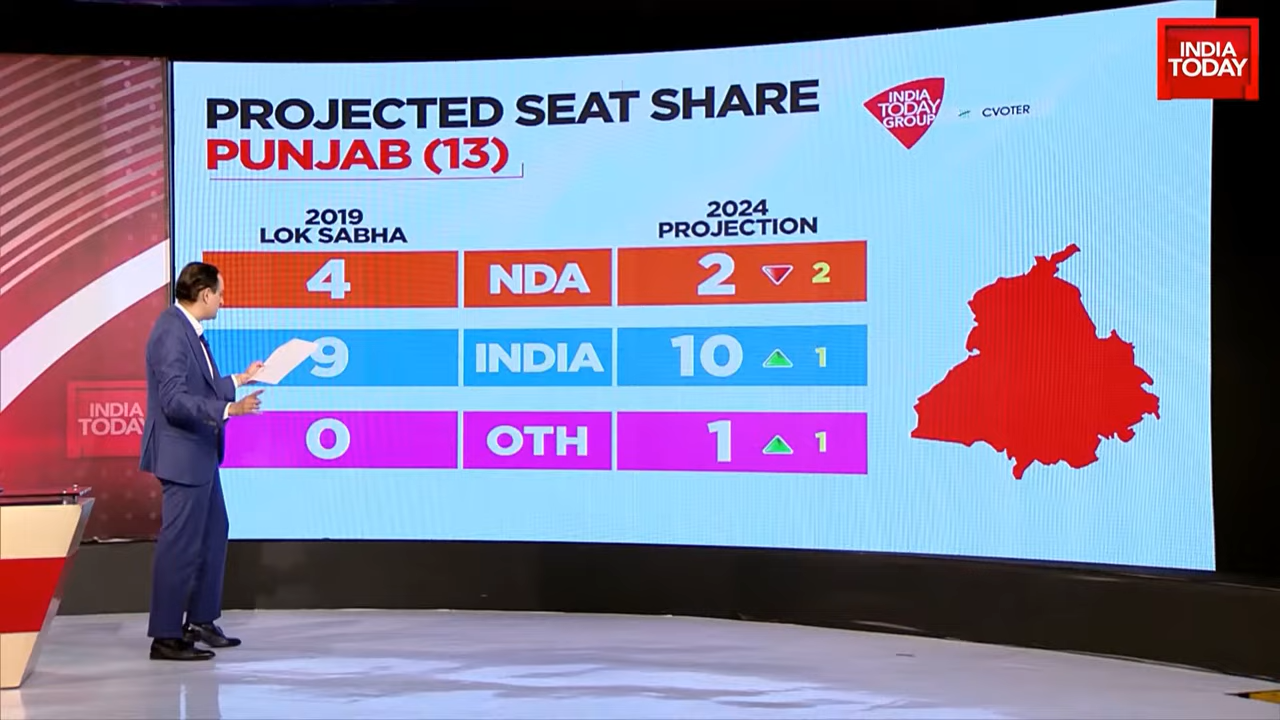 INDIA
TODAY
PROJECTED SEAT SHARE
PUNJAB (13)
INDIA
TODAY
GROUP
CVOTER
2019
LOK SABHA
2024
PROJECTION
4 NDA 2 2
9 INDIA 10 1
0 OTH 1 1
INDIA
TODAY